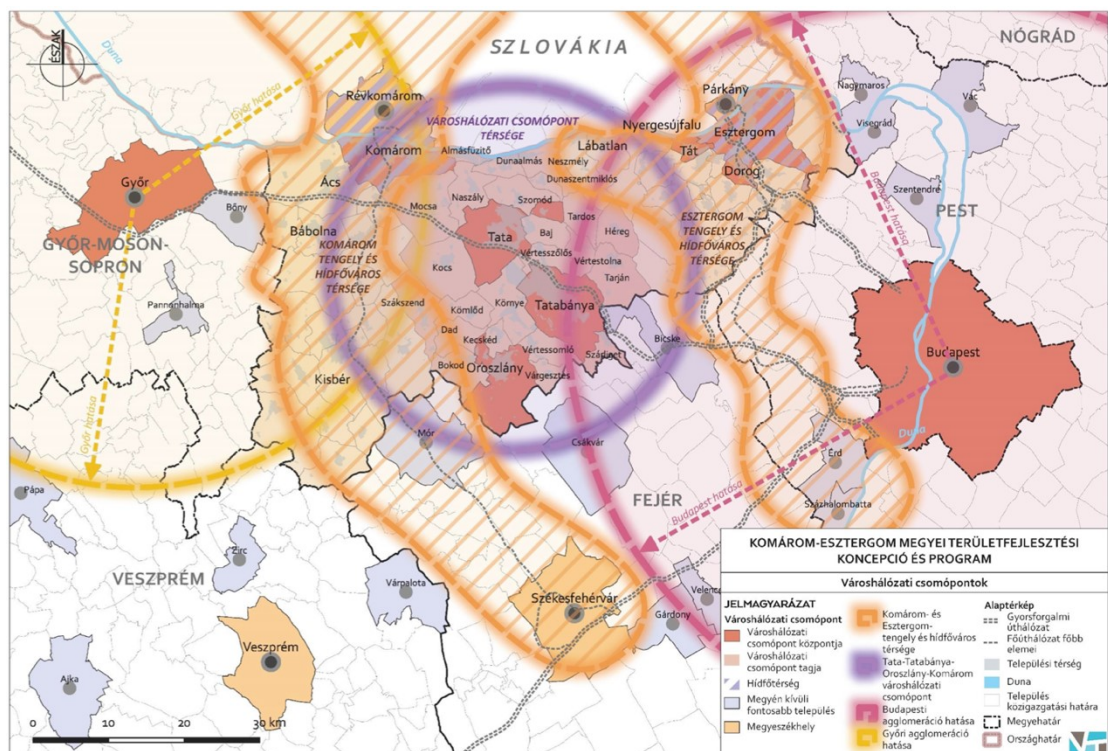 SZLOVÁKIA
NÓGRÁD
ÉSZAK
Duna
Győr hatása
Révkomárom
VÁROSHÁLÓZATI CSOMÓPONT
TÉRSÉGE
Párkány
Nagymaros
Vác
Visegrád
Nyergesújfalu
Esztergom
Komárom
Almásfüzitő
Lábatlan
Tát
Dunaalmás
Neszmély
Dorog
Ács
Dunaszentmiklós
Győr
Bőny
Mocsa
Naszály
Szomód
Szentendre
PEST
Budapest hatása
Tardos
Héreg
ESZTERGOM
TENGELY ÉS
HÍDFŐVÁROS
TÉRSÉGE
Bábolna
KOMÁROM
TENGELY ÉS
HÍDFŐVÁROS
TÉRSÉGE
Tata
Baj
Vértesszőlős
Vértestolna
Tarján
GYŐR-MOSON-
SOPRON
Kocs
Pannonhalma
Szákszend
Kömlőd
Környe
Tatabánya
Dad
Kecskéd
Vértessomló
Szárliget
Bicske
Budapest
Bokod
Oroszlány
Várgesztes
Kisbér
Győr hatása
Mór
Csákvár
Duna
Érd
Budapest hatása
Százhalombatta
Pápa
FEJÉR
Zirc
VESZPRÉM
Várpalota
Székesfehérvár
Velence
Gárdony
Veszprém
Ajka
0 10 20 30 km
KOMÁROM-ESZTERGOM MEGYEI TERÜLETFEJLESZTÉSI
KONCEPCIÓ ÉS PROGRAM
Városhálózati csomópontok
JELMAGYARÁZAT
Városhálózati csomópont
Városhálózati
csomópont központja
Városhálózati
csomópont tagja
Hídfőtérség
Megyén kívüli
fontosabb település
Megyeszékhely
Komárom- és
Esztergom-
tengely és hídfőváros
térsége
Tata-Tatabánya-
Oroszlány-Komárom
városhálózati
csomópont
Budapesti
agglomeráció hatása
Győri agglomeráció
hatása
Alaptérkép
Gyorsforgalmi
úthálózat
Főúthálózat főbb
elemei
Települési térség
Duna
Település
közigazgatási határa
Megyehatár
Országhatár